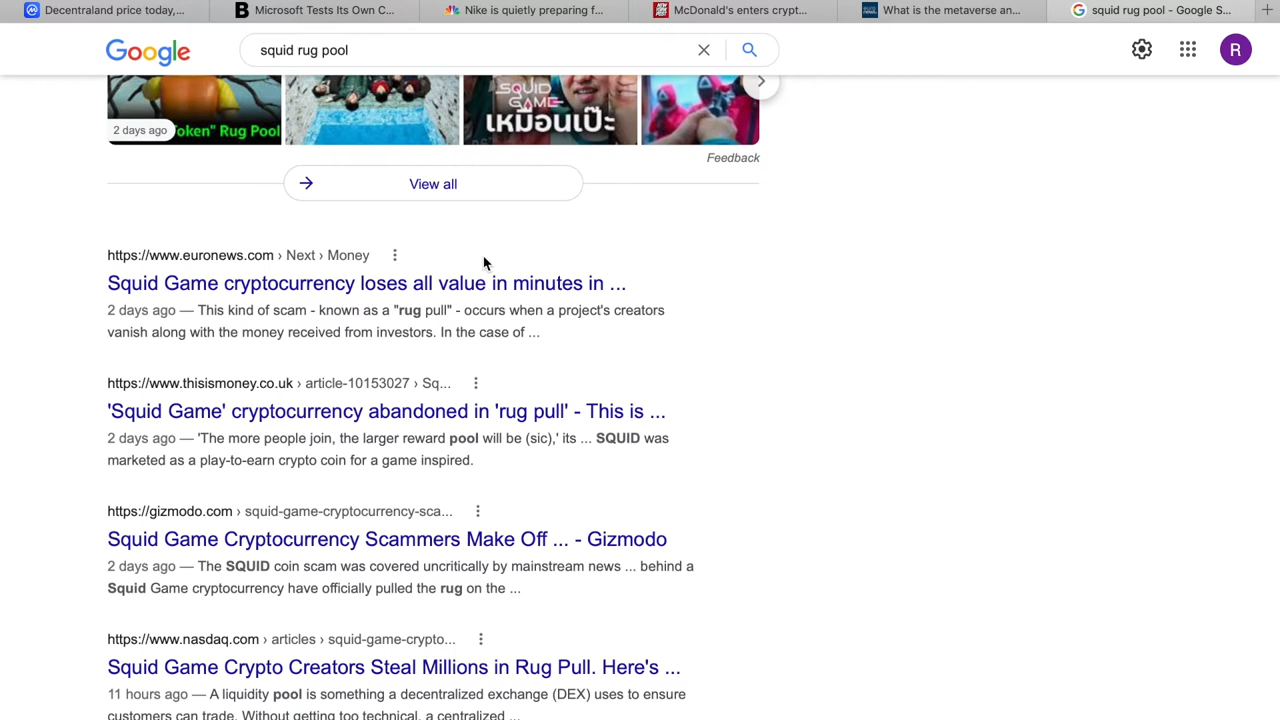 Decentraland price today,...
Microsoft Tests Its Own C...
Nike is quietly preparing f...
McDonald's enters crypt...
What is the metaverse an...
squid rug pool - Google S...
Google
squid rug pool
R
2 days ago
Token" Rug Pool
SQUID
GAME
เหมือนเป๊ะ
Feedback
View all
https://www.euronews.com › Next › Money
Squid Game cryptocurrency loses all value in minutes in ...
2 days ago — This kind of scam - known as a "rug pull" - occurs when a project's creators
vanish along with the money received from investors. In the case of ...
https://www.thisismoney.co.uk › article-10153027 › Sq...
'Squid Game' cryptocurrency abandoned in 'rug pull' - This is ...
2 days ago — 'The more people join, the larger reward pool will be (sic),' its ... SQUID was
marketed as a play-to-earn crypto coin for a game inspired.
https://gizmodo.com › squid-game-cryptocurrency-sca...
Squid Game Cryptocurrency Scammers Make Off ... - Gizmodo
2 days ago — The SQUID coin scam was covered uncritically by mainstream news ... behind a
Squid Game cryptocurrency have officially pulled the rug on the ...
https://www.nasdaq.com › articles › squid-game-crypto...
Squid Game Crypto Creators Steal Millions in Rug Pull. Here's ...
11 hours ago — A liquidity pool is something a decentralized exchange (DEX) uses to ensure
customers can trade. Without getting too technical, a centralized ...